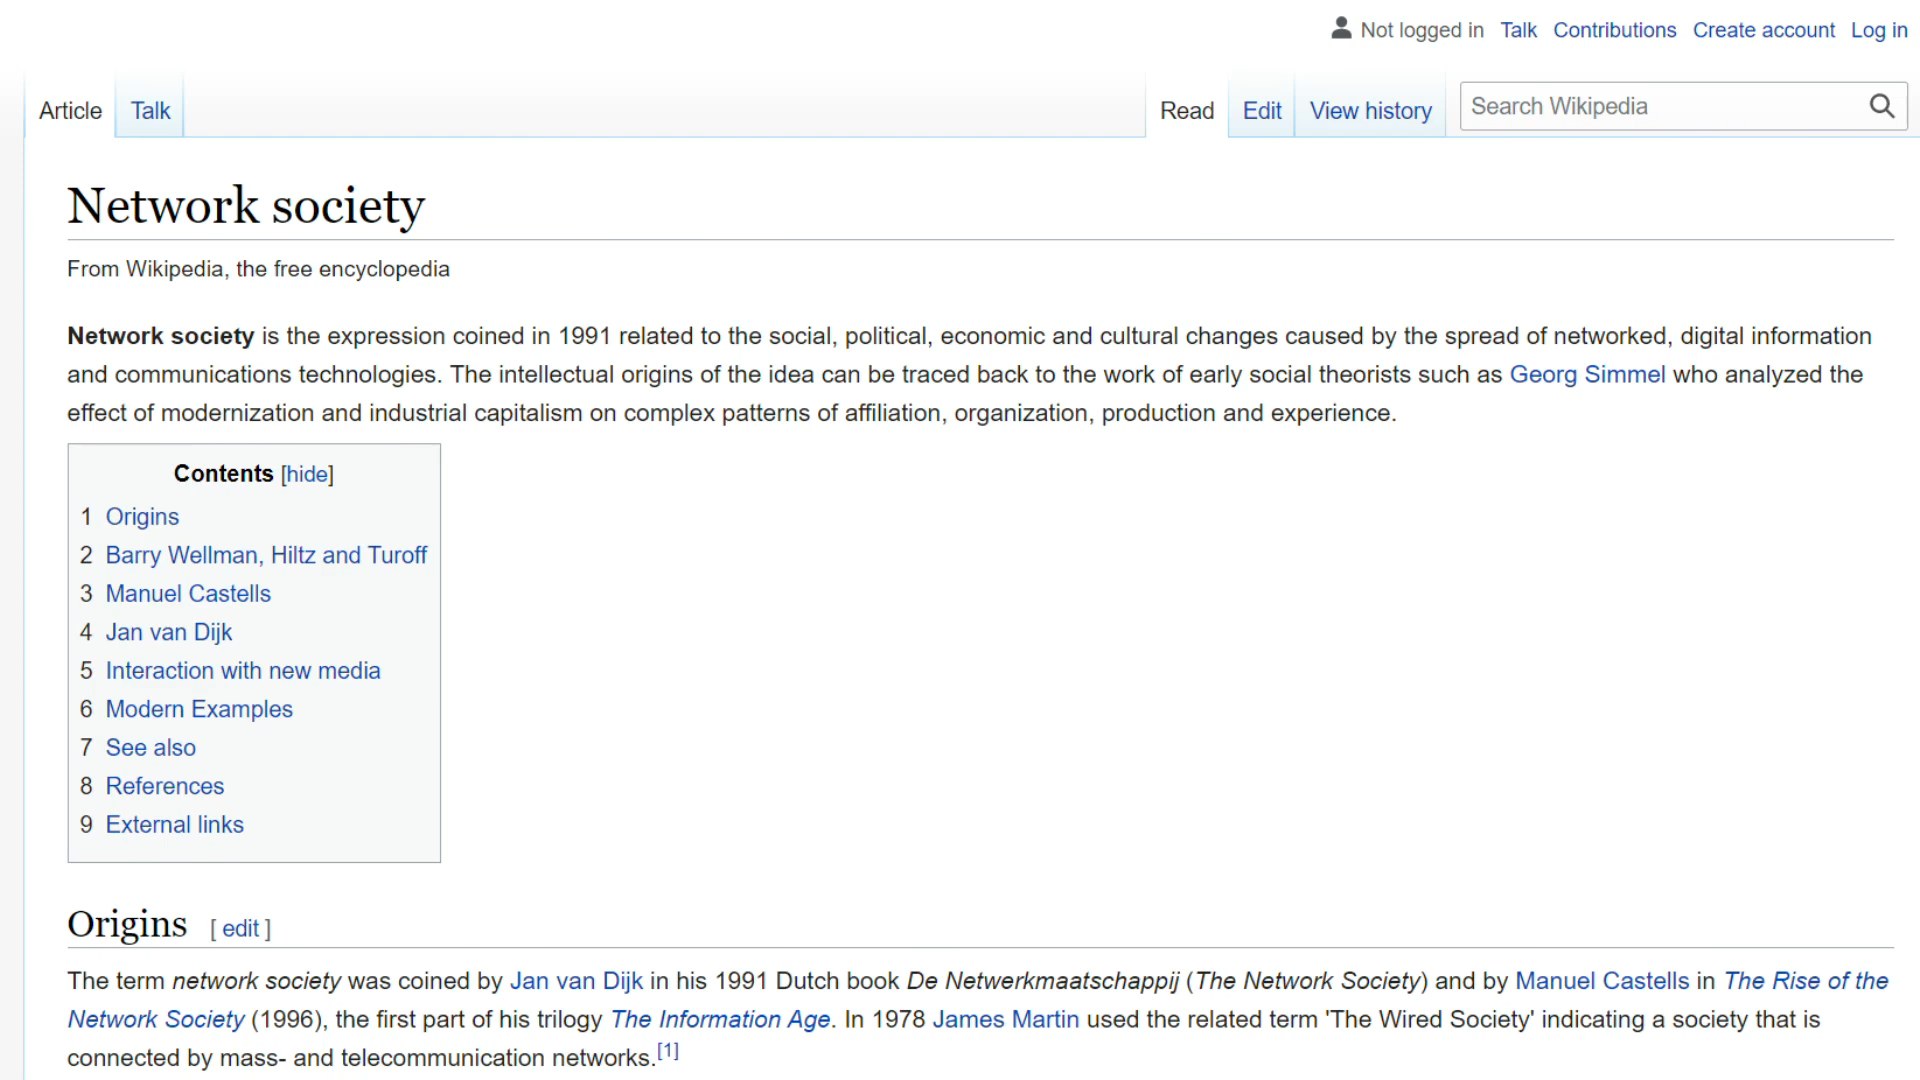 Not logged in Talk Contributions Create account Log in
Article Talk Read Edit View history Search Wikipedia
Network society
From Wikipedia, the free encyclopedia
Network society is the expression coined in 1991 related to the social, political, economic and cultural changes caused by the spread of networked, digital information
and communications technologies. The intellectual origins of the idea can be traced back to the work of early social theorists such as Georg Simmel who analyzed the
effect of modernization and industrial capitalism on complex patterns of affiliation, organization, production and experience.
Contents [hide]
1 Origins
2 Barry Wellman, Hiltz and Turoff
3 Manuel Castells
4 Jan van Dijk
5 Interaction with new media
6 Modern Examples
7 See also
8 References
9 External links
Origins [ edit ]
The term network society was coined by Jan van Dijk in his 1991 Dutch book De Netwerkmaatschappij (The Network Society) and by Manuel Castells in The Rise of the
Network Society (1996), the first part of his trilogy The Information Age. In 1978 James Martin used the related term 'The Wired Society' indicating a society that is
connected by mass- and telecommunication networks.[1]